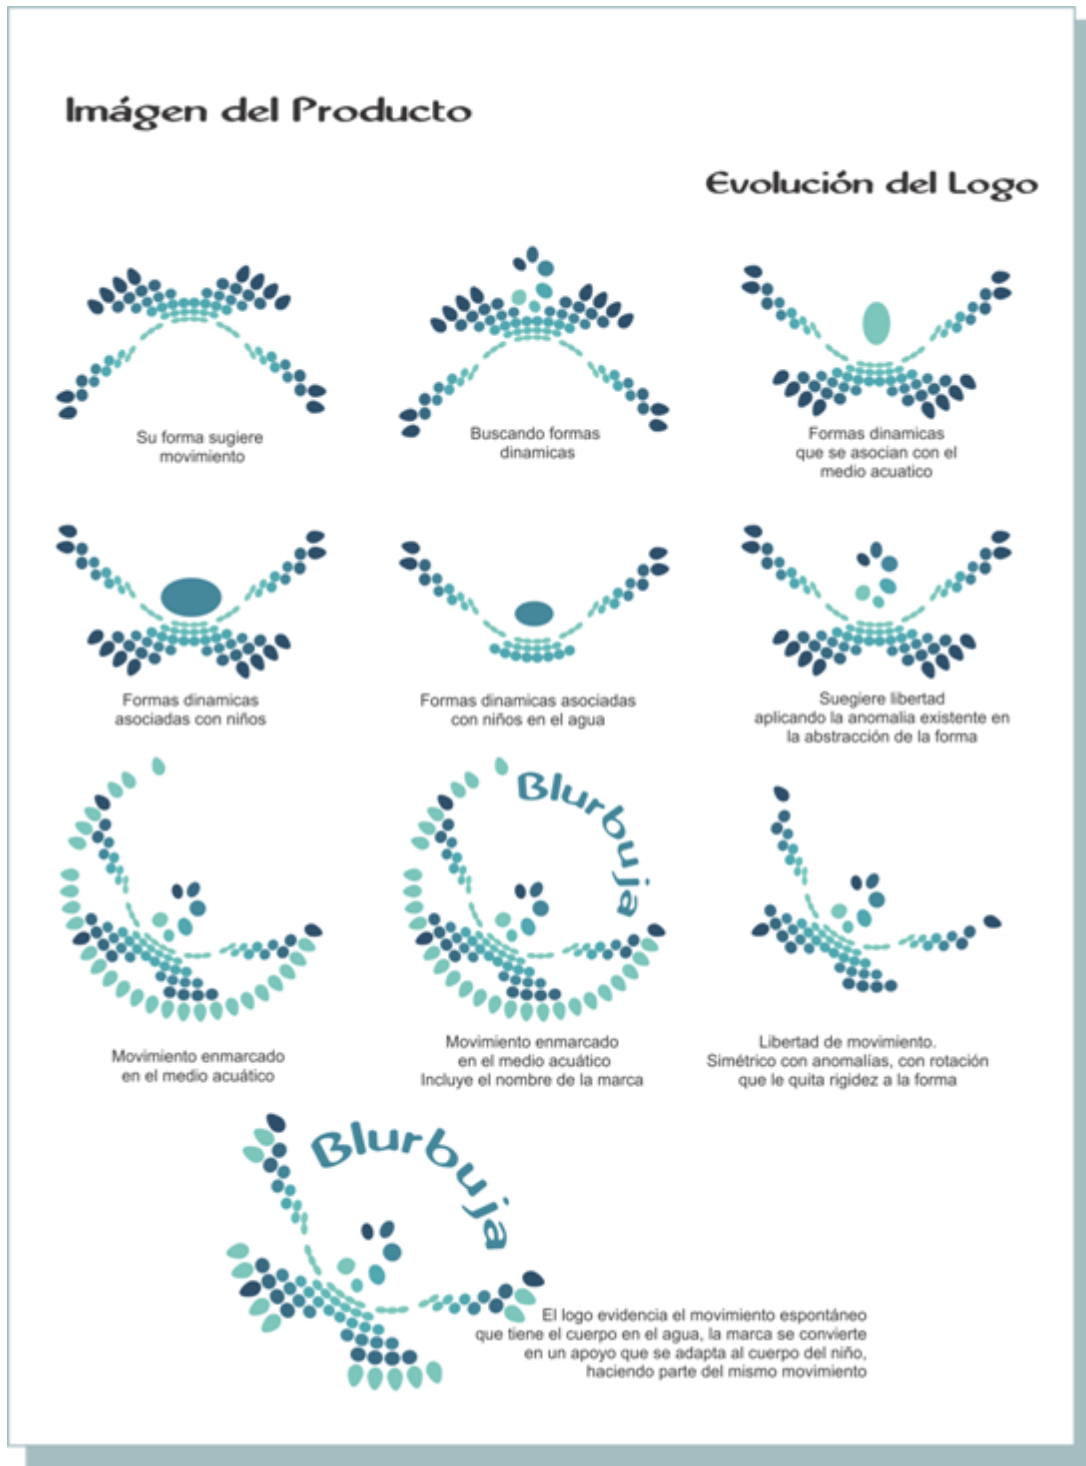 Imágen del Producto
Evolución del Logo
Su forma sugiere
movimiento
Buscando formas
dinamicas
Formas dinamicas
que se asocian con el
medio acuatico
Formas dinamicas
asociadas con niños
Formas dinamicas asociadas
con niños en el agua
Suegiere libertad
aplicando la anomalia existente en
la abstracción de la forma
Movimiento enmarcado
en el medio acuático
Blurbuja
Movimiento enmarcado
en el medio acuático
Incluye el nombre de la marca
Libertad de movimiento.
Simétrico con anomalías, con rotación
que le quita rigidez a la forma
Blurbuja
El logo evidencia el movimiento espontáneo
que tiene el cuerpo en el agua, la marca se convierte
en un apoyo que se adapta al cuerpo del niño,
haciendo parte del mismo movimiento